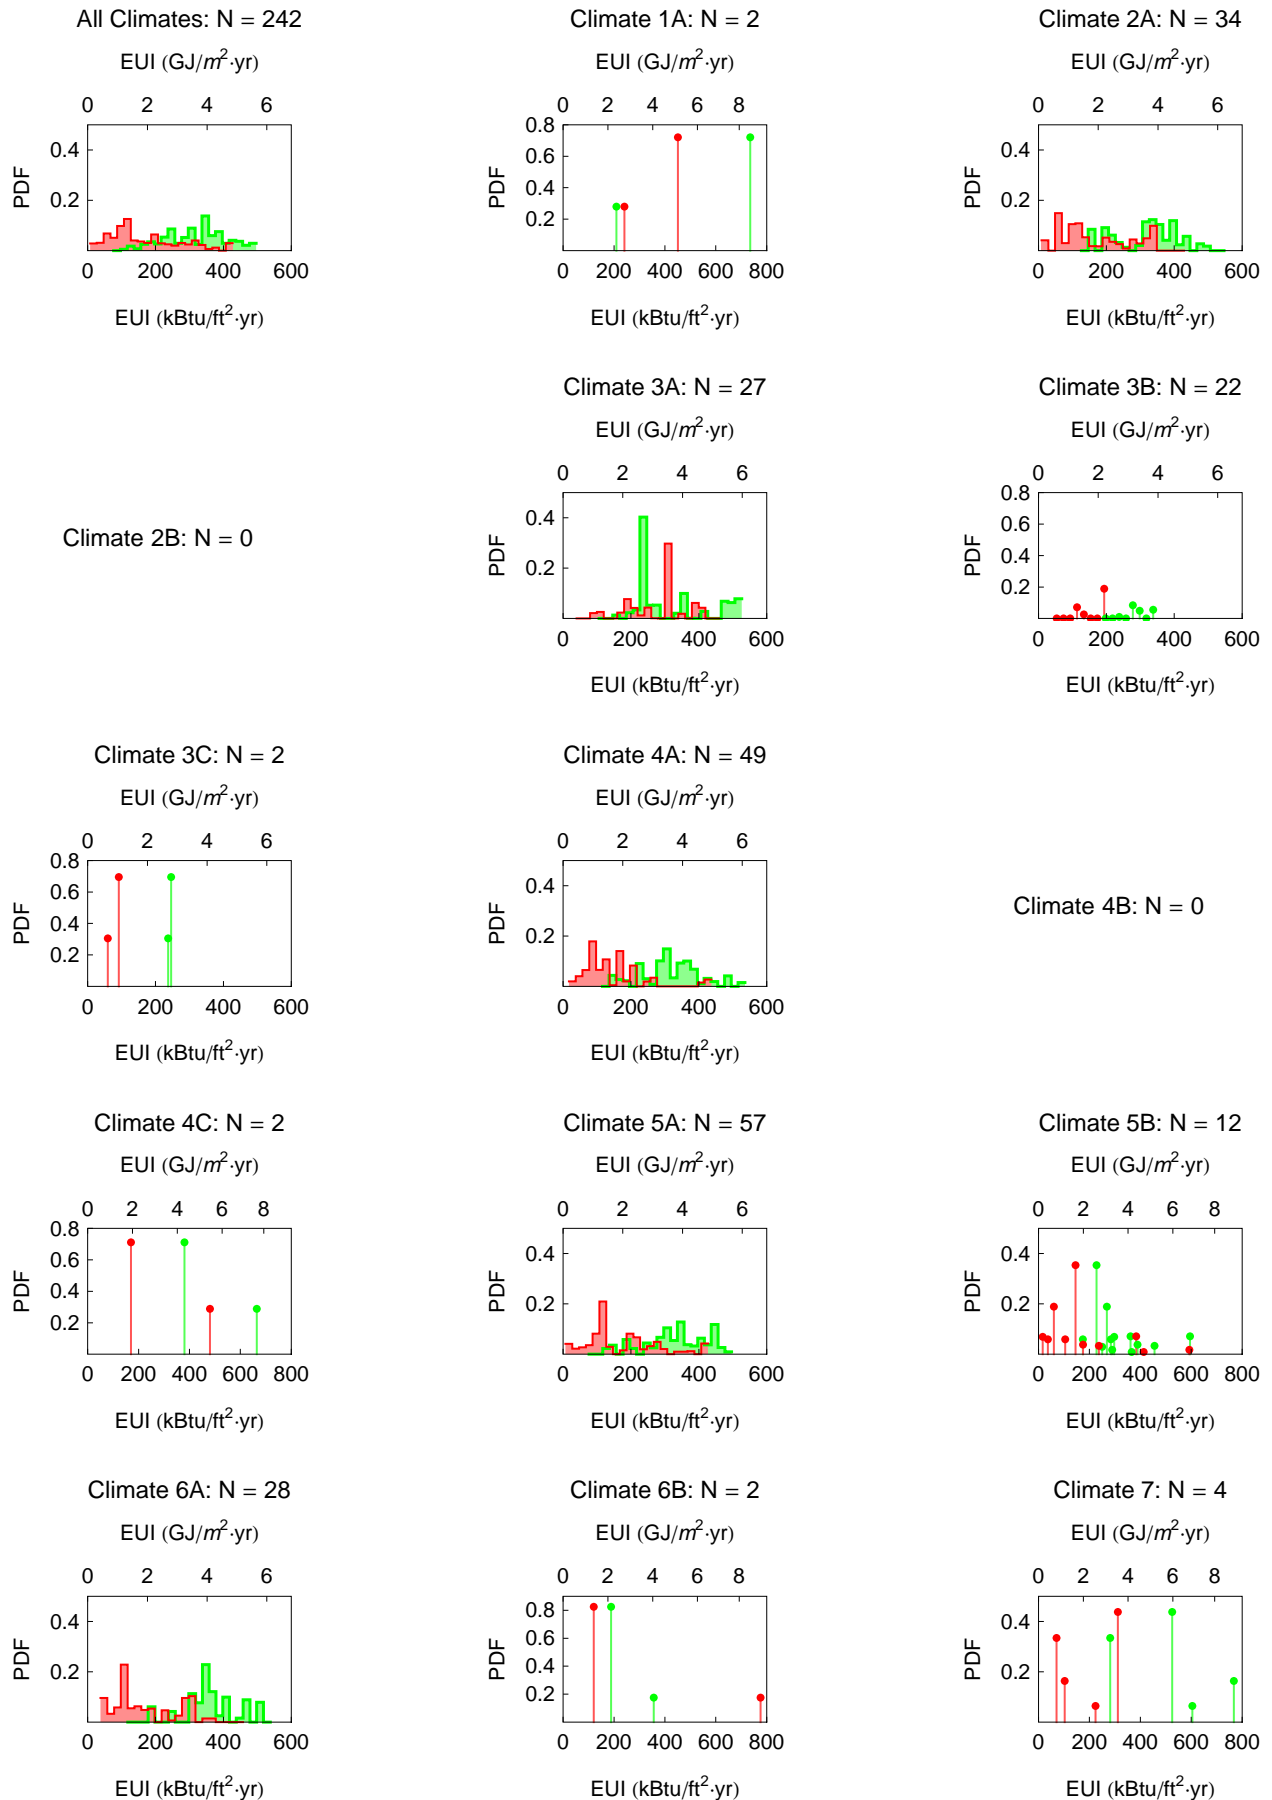 All Climates: N = 242
EUI (GJ/m²·yr)
0 2 4 6
PDF
0.4
0.2
0 200 400 600
EUI (kBtu/ft²·yr)
Climate 1A: N = 2
EUI (GJ/m²·yr)
0 2 4 6 8
PDF
0.8
0.6
0.4
0.2
0 200 400 600 800
EUI (kBtu/ft²·yr)
Climate 2A: N = 34
EUI (GJ/m²·yr)
0 2 4 6
PDF
0.4
0.2
0 200 400 600
EUI (kBtu/ft²·yr)
Climate 2B: N = 0
Climate 3A: N = 27
EUI (GJ/m²·yr)
0 2 4 6
PDF
0.4
0.2
0 200 400 600
EUI (kBtu/ft²·yr)
Climate 3B: N = 22
EUI (GJ/m²·yr)
0 2 4 6
PDF
0.8
0.6
0.4
0.2
0 200 400 600
EUI (kBtu/ft²·yr)
Climate 3C: N = 2
EUI (GJ/m²·yr)
0 2 4 6
PDF
0.8
0.6
0.4
0.2
0 200 400 600
EUI (kBtu/ft²·yr)
Climate 4A: N = 49
EUI (GJ/m²·yr)
0 2 4 6
PDF
0.4
0.2
0 200 400 600
EUI (kBtu/ft²·yr)
Climate 4B: N = 0
Climate 4C: N = 2
EUI (GJ/m²·yr)
0 2 4 6 8
PDF
0.8
0.6
0.4
0.2
0 200 400 600 800
EUI (kBtu/ft²·yr)
Climate 5A: N = 57
EUI (GJ/m²·yr)
0 2 4 6
PDF
0.4
0.2
0 200 400 600
EUI (kBtu/ft²·yr)
Climate 5B: N = 12
EUI (GJ/m²·yr)
0 2 4 6 8
PDF
0.4
0.2
0 200 400 600 800
EUI (kBtu/ft²·yr)
Climate 6A: N = 28
EUI (GJ/m²·yr)
0 2 4 6
PDF
0.4
0.2
0 200 400 600
EUI (kBtu/ft²·yr)
Climate 6B: N = 2
EUI (GJ/m²·yr)
0 2 4 6 8
PDF
0.8
0.6
0.4
0.2
0 200 400 600 800
EUI (kBtu/ft²·yr)
Climate 7: N = 4
EUI (GJ/m²·yr)
0 2 4 6 8
PDF
0.4
0.2
0 200 400 600 800
EUI (kBtu/ft²·yr)